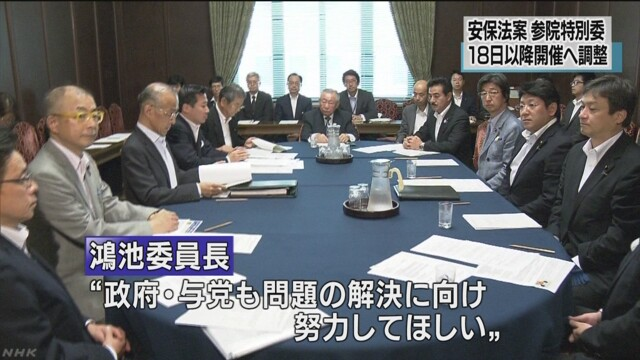 安保法案 参院特別委
18日以降開催へ調整
鴻池委員長
“政府・与党も問題の解決に向け
努力してほしい„
NHK